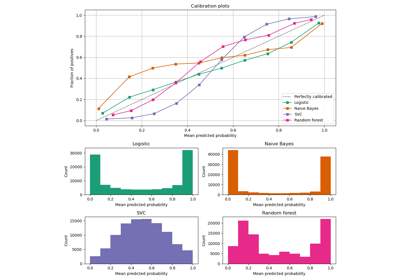 Calibration plots
1.0
0.8
0.6
0.4
0.2
0.0
Fraction of positives
Perfectly calibrated
Logistic
Naive Bayes
SVC
Random forest
0.0 0.2 0.4 0.6 0.8 1.0
Mean predicted probability
Logistic
30000
20000
10000
0
Count
0.0 0.2 0.4 0.6 0.8 1.0
Mean predicted probability
Naive Bayes
40000
20000
0
Count
0.0 0.2 0.4 0.6 0.8 1.0
Mean predicted probability
SVC
15000
10000
5000
0
Count
0.0 0.2 0.4 0.6 0.8 1.0
Mean predicted probability
Random forest
20000
15000
10000
5000
0
Count
0.0 0.2 0.4 0.6 0.8 1.0
Mean predicted probability